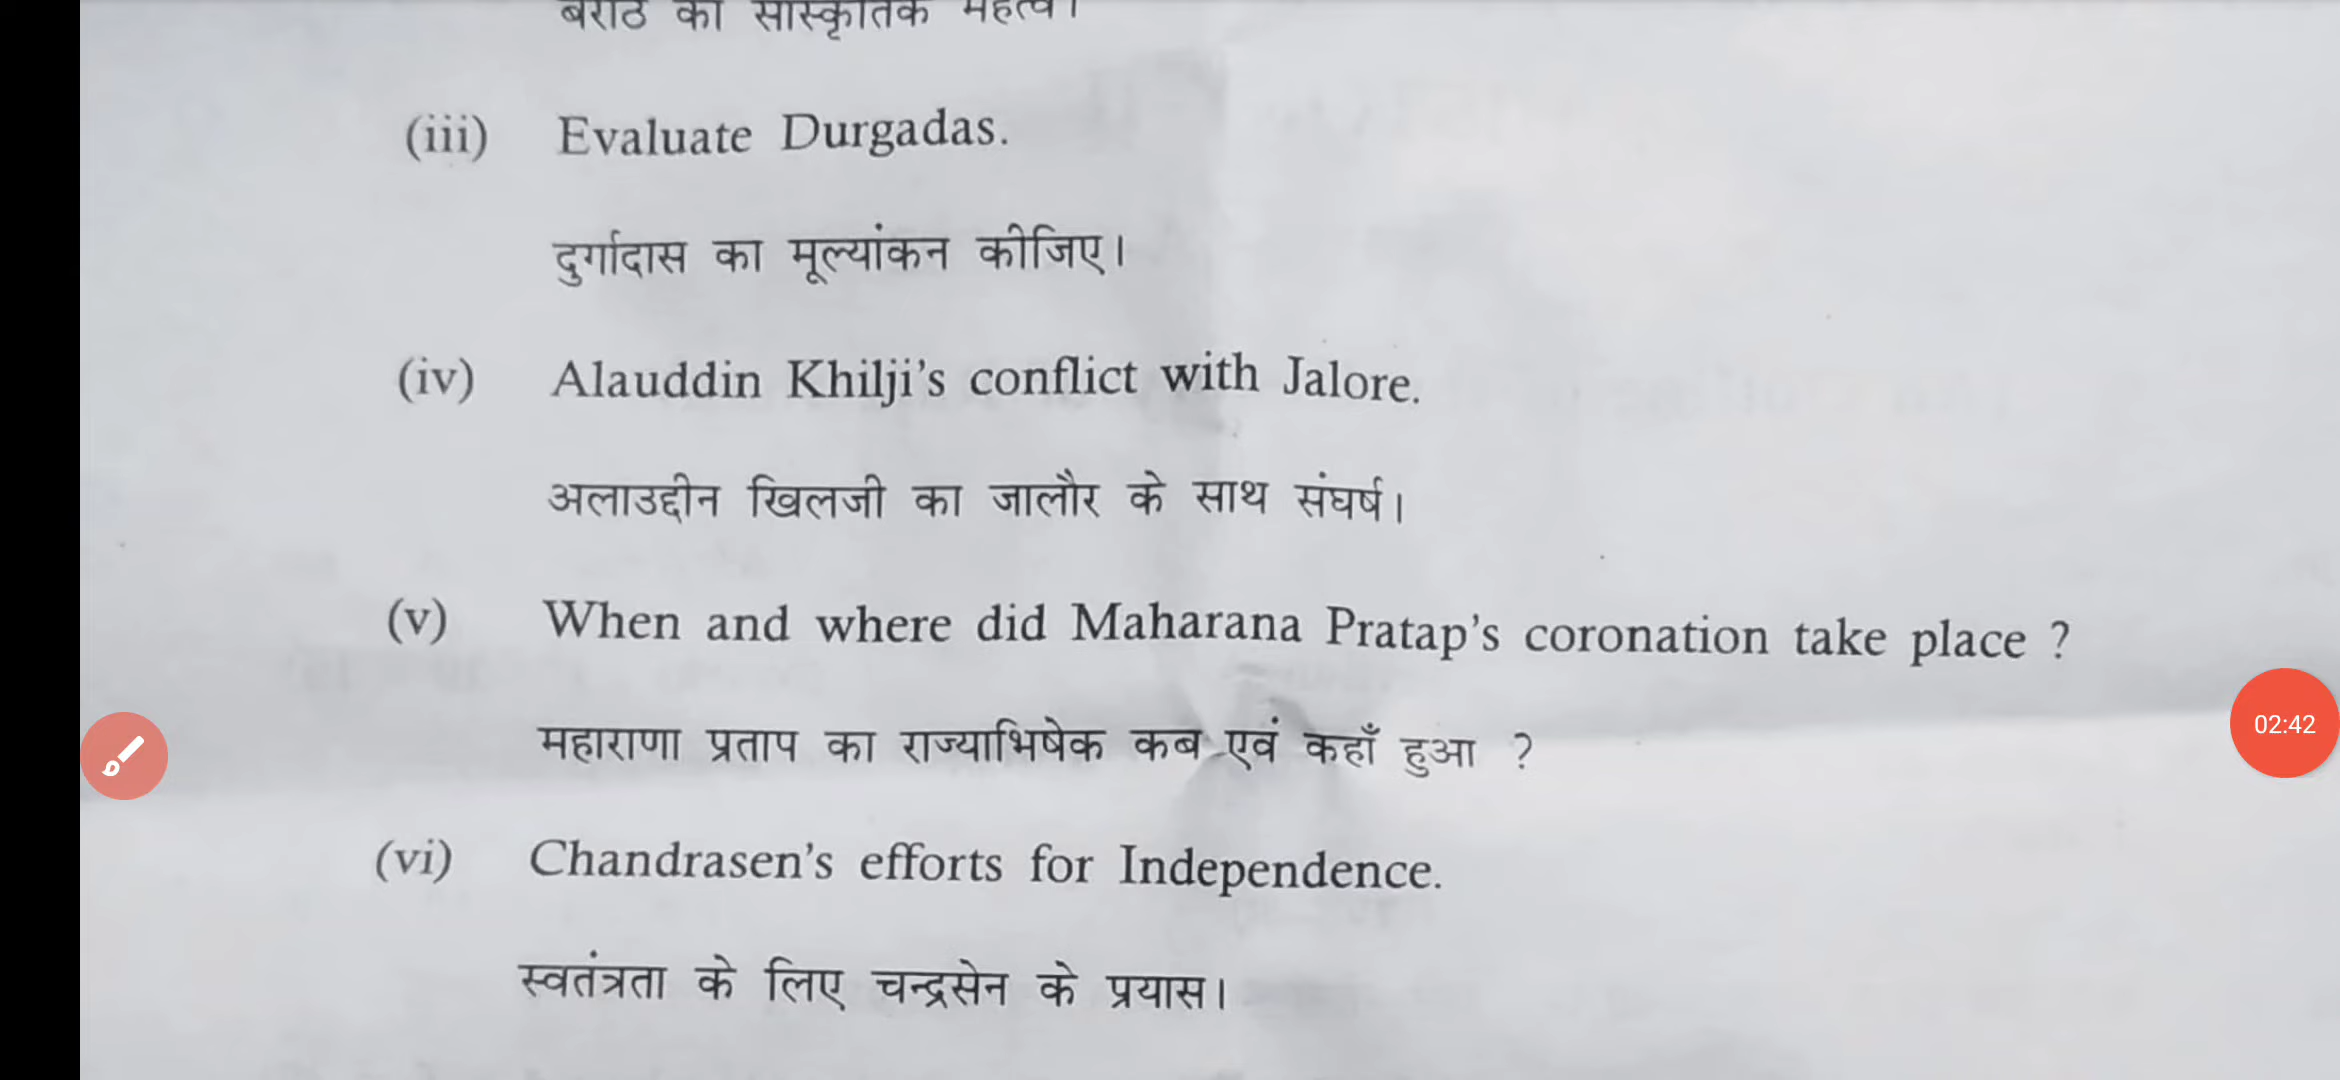 बैराठ का सांस्कृतिक महत्व।
(iii) Evaluate Durgadas.
दुर्गादास का मूल्यांकन कीजिए।
(iv) Alauddin Khilji's conflict with Jalore.
अलाउद्दीन खिलजी का जालौर के साथ संघर्ष।
(v) When and where did Maharana Pratap's coronation take place ?
महाराणा प्रताप का राज्याभिषेक कब एवं कहाँ हुआ ?
02:42
(vi) Chandrasen's efforts for Independence.
स्वतंत्रता के लिए चन्द्रसेन के प्रयास।